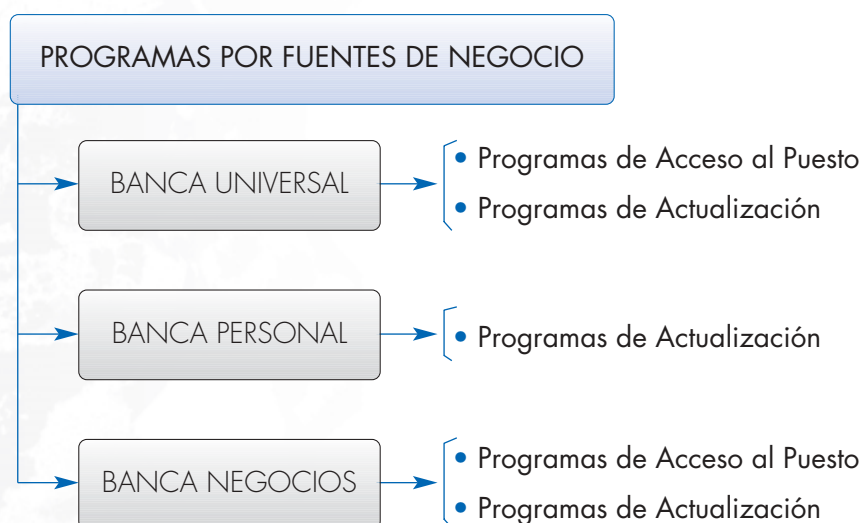 PROGRAMAS POR FUENTES DE NEGOCIO
BANCA UNIVERSAL
• Programas de Acceso al Puesto
• Programas de Actualización
BANCA PERSONAL
• Programas de Actualización
BANCA NEGOCIOS
• Programas de Acceso al Puesto
• Programas de Actualización